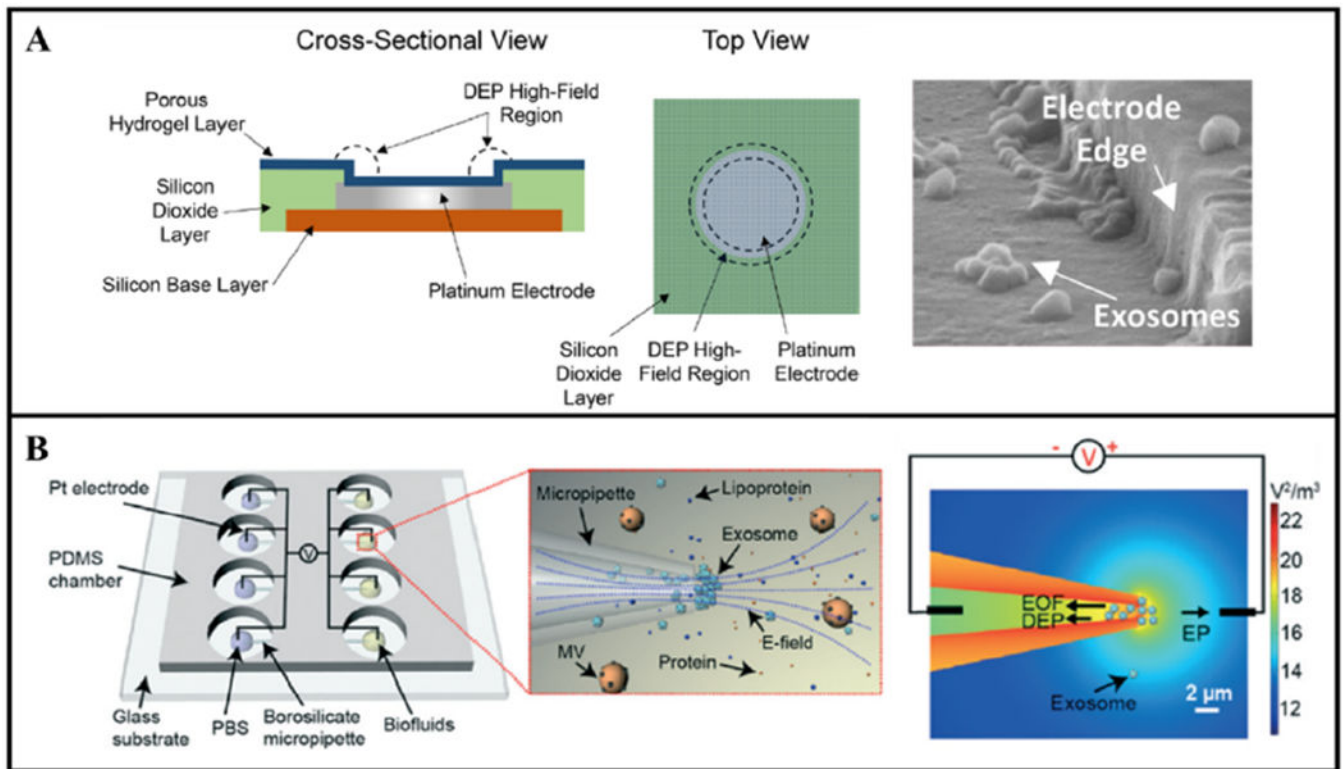 A
Cross-Sectional View
Top View
Porous
Hydrogel Layer
DEP High-Field
Region
Silicon
Dioxide
Layer
Silicon Base Layer
Platinum Electrode
Silicon
Dioxide
Layer
DEP High-
Field Region
Platinum
Electrode
Electrode
Edge
Exosomes
B
Pt electrode
PDMS
chamber
V
Glass
substrate
PBS
Borosilicate
micropipette
Biofluids
Micropipette
Lipoprotein
Exosome
E-field
MV
Protein
- V +
V²/m³
22
20
18
16
14
12
EOF
DEP
EP
Exosome
2 μm